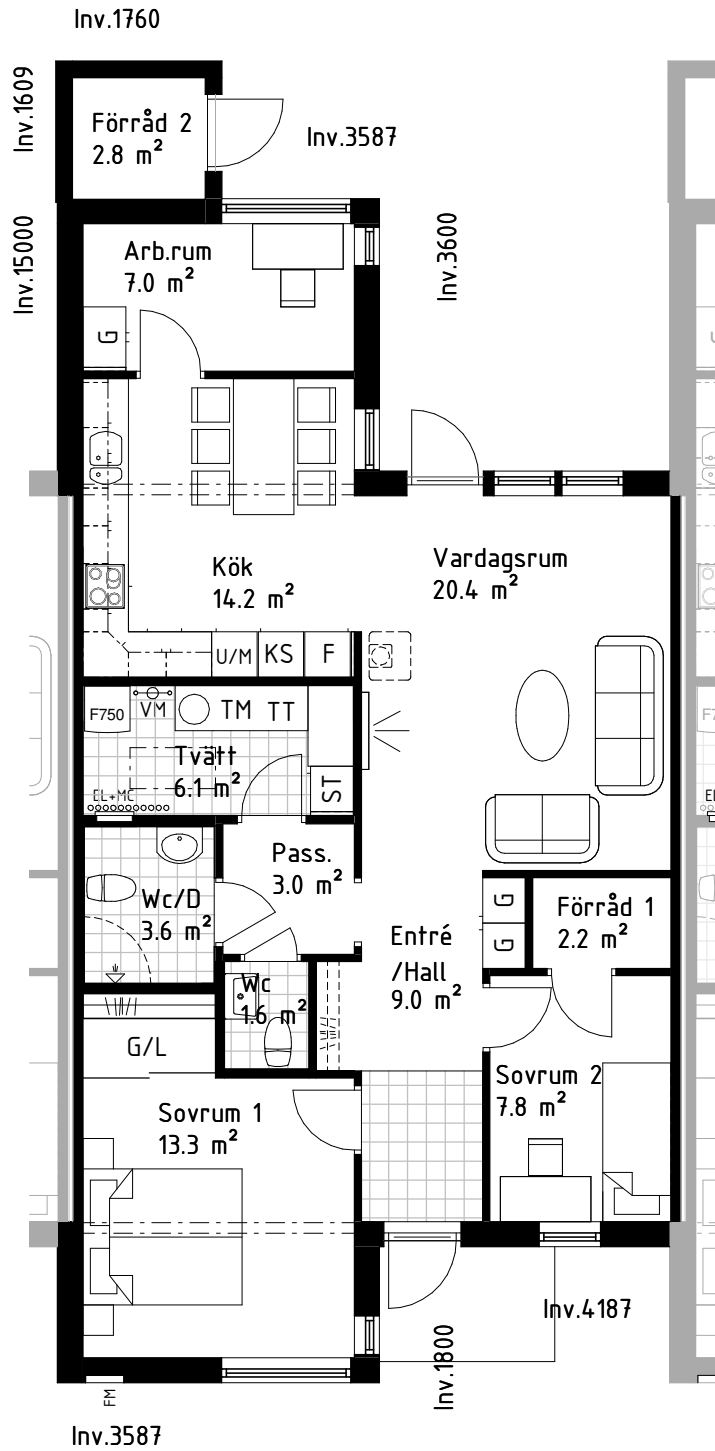 Inv.1760
Inv.1609
Förråd 2
2.8 m²
Inv.3587
Inv.15000
Inv.3600
Arb.rum
7.0 m²
G
Kök
14.2 m²
Vardagsrum
20.4 m²
U/M
KS
F
F750
VM
TM
TT
Tvätt
6.1 m²
ST
EL+MC
Pass.
3.0 m²
Wc/D
3.6 m²
G
G
Förråd 1
2.2 m²
Entré
/Hall
9.0 m²
Wc
1.6 m²
G/L
Sovrum 1
13.3 m²
Sovrum 2
7.8 m²
Inv.4187
Inv.1800
FM
Inv.3587
G
F7
EL